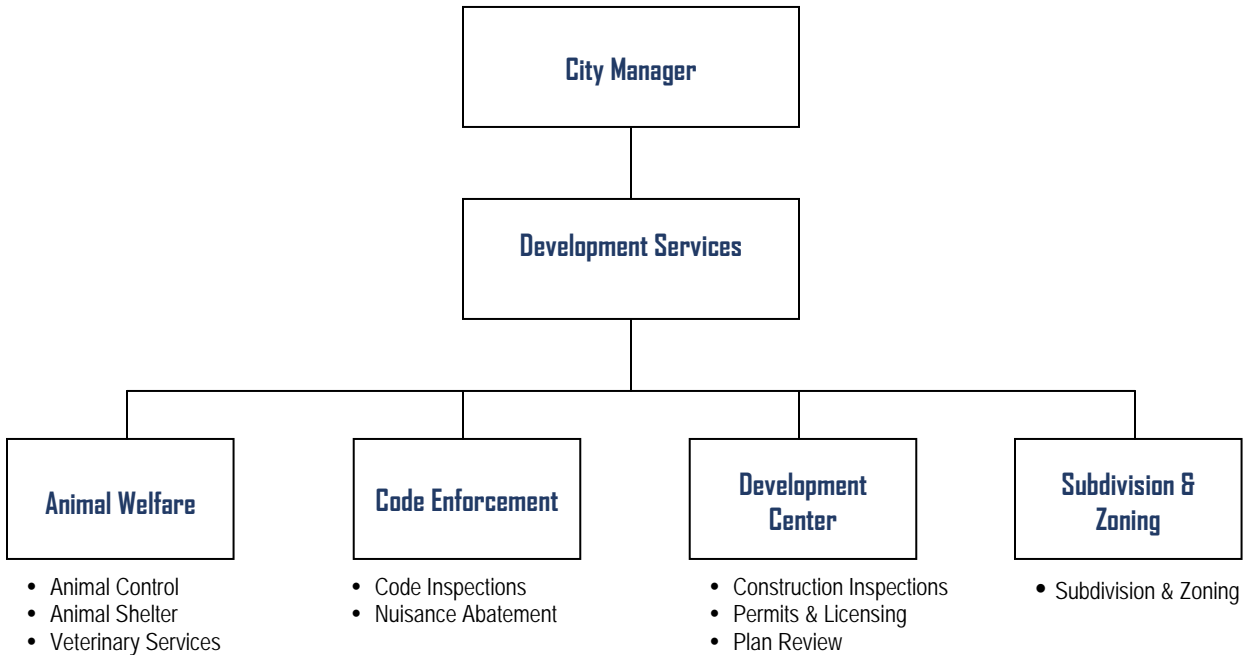 City Manager
Development Services
Animal Welfare
Code Enforcement
Development
Center
Subdivision &
Zoning
• Animal Control
• Animal Shelter
• Veterinary Services
• Code Inspections
• Nuisance Abatement
• Construction Inspections
• Permits & Licensing
• Plan Review
• Subdivision & Zoning